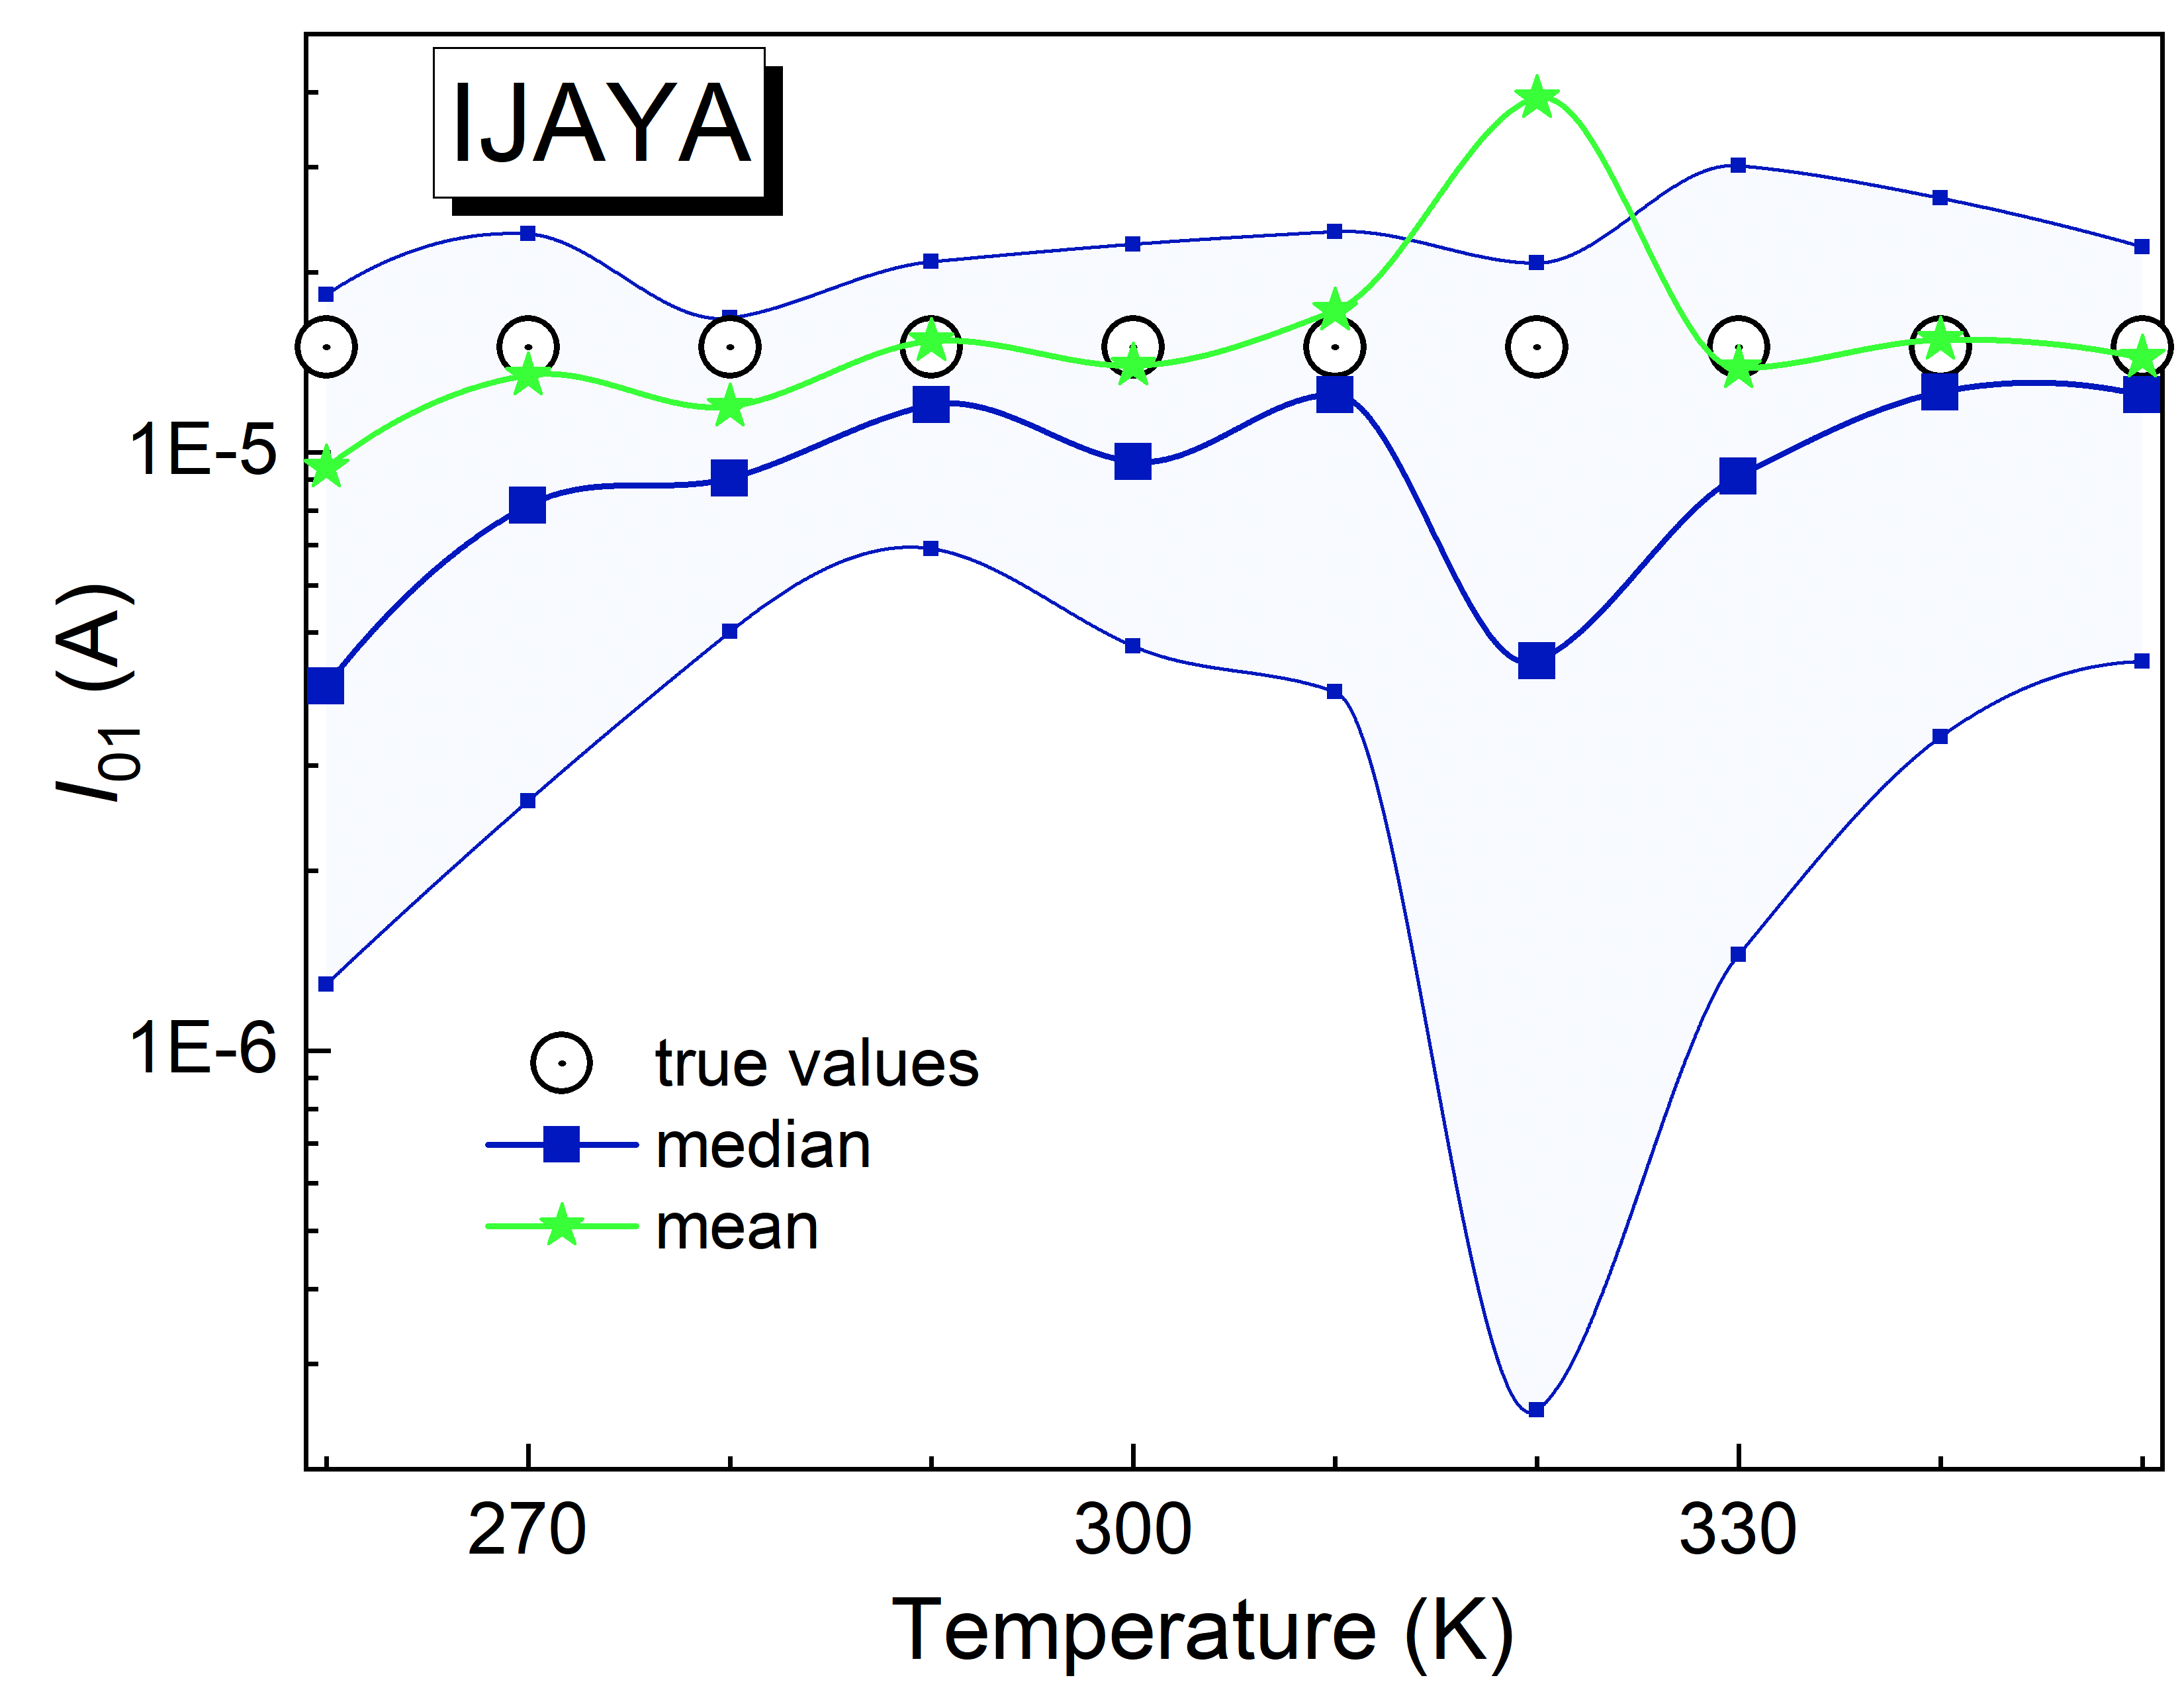 IJAYA
1E-5
1E-6
I01 (A)
true values
median
mean
270
300
330
Temperature (K)